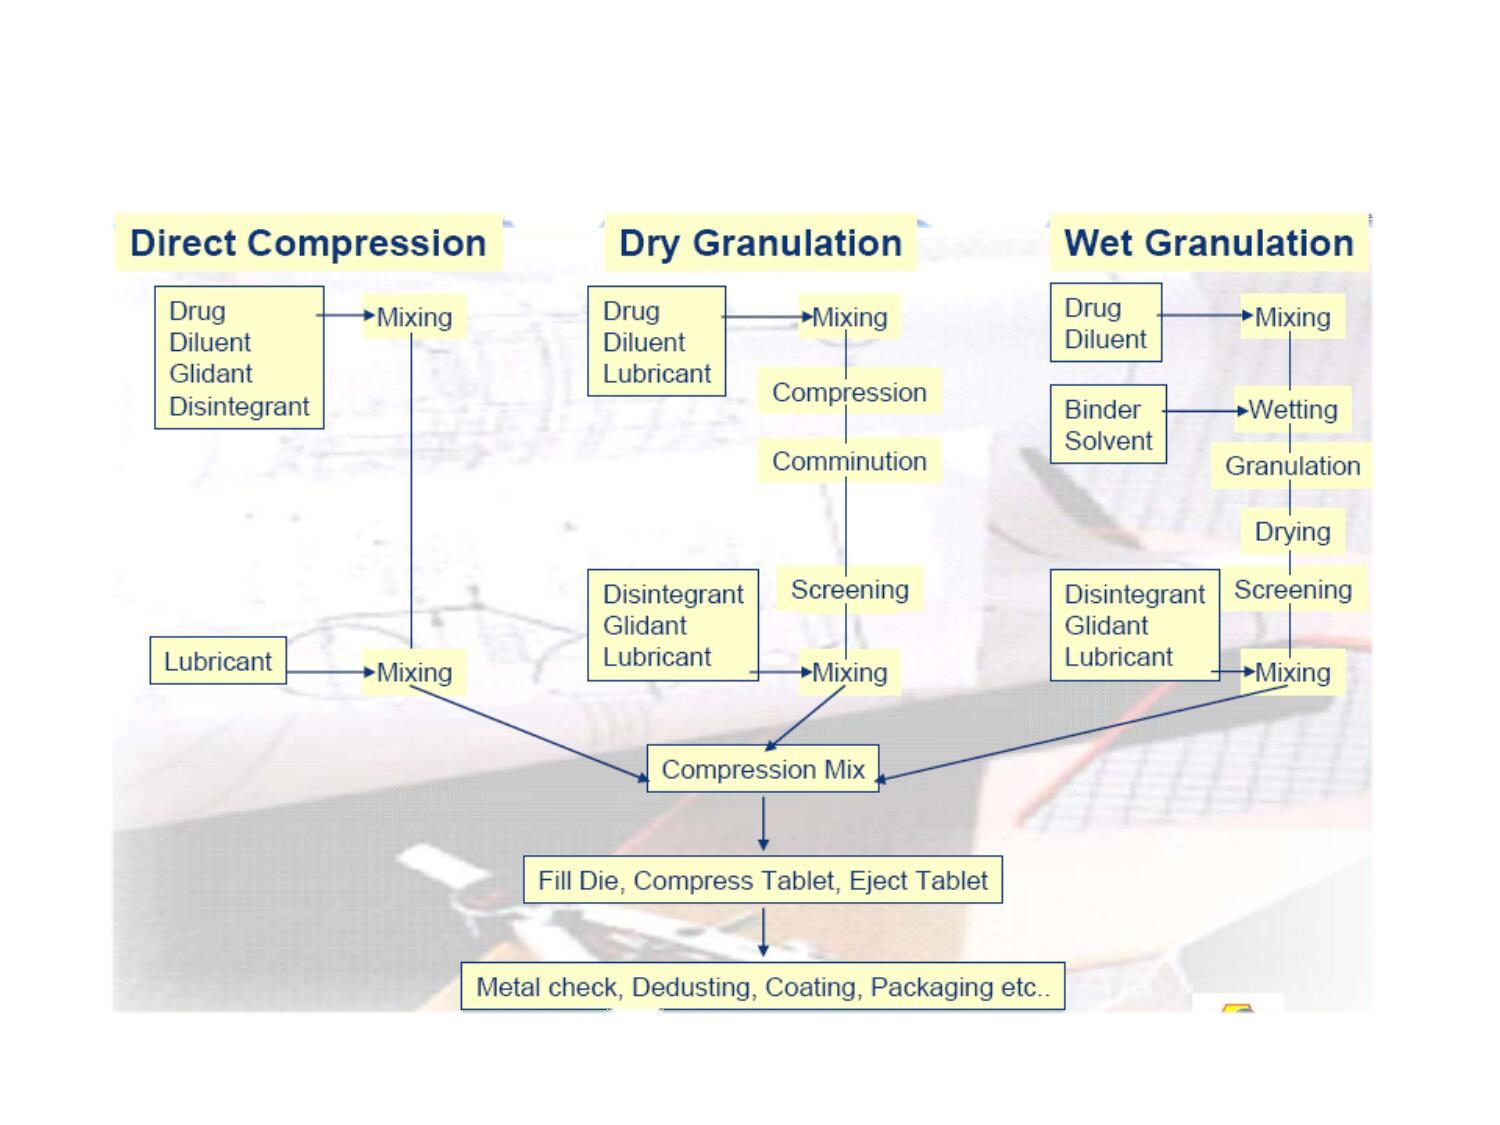 Direct Compression
Drug
Diluent
Glidant
Disintegrant
Mixing
Lubricant
Mixing
Dry Granulation
Drug
Diluent
Lubricant
Mixing
Compression
Comminution
Screening
Disintegrant
Glidant
Lubricant
Mixing
Wet Granulation
Drug
Diluent
Mixing
Binder
Solvent
Wetting
Granulation
Drying
Screening
Disintegrant
Glidant
Lubricant
Mixing
Compression Mix
Fill Die, Compress Tablet, Eject Tablet
Metal check, Dedusting, Coating, Packaging etc..